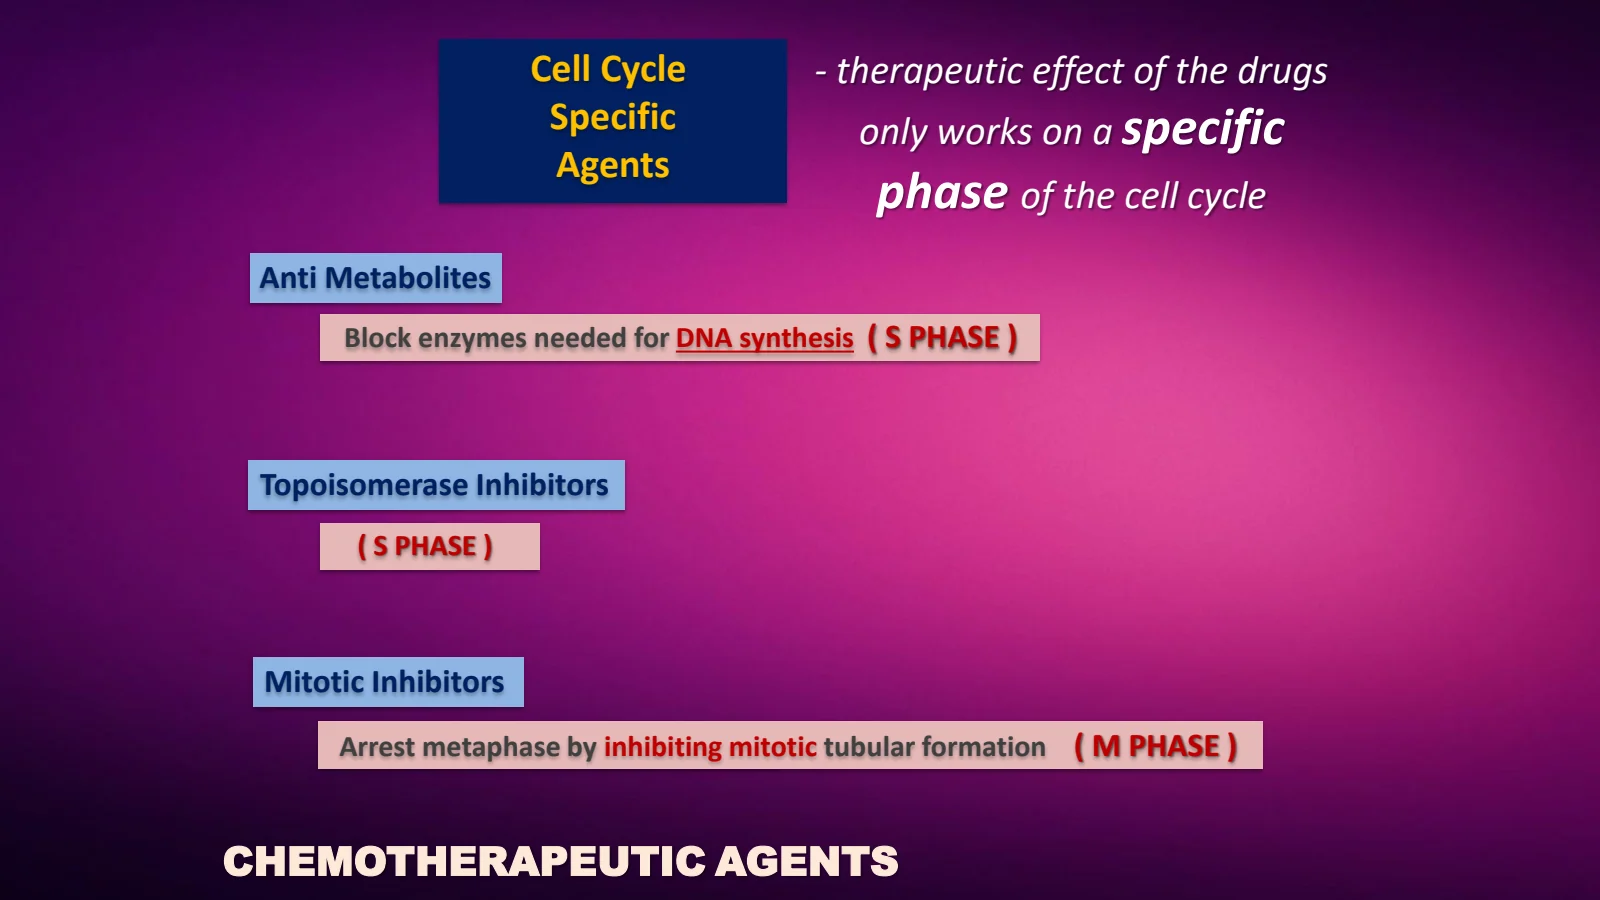 Cell Cycle
Specific
Agents
- therapeutic effect of the drugs
only works on a specific
phase of the cell cycle
Anti Metabolites
Block enzymes needed for DNA synthesis ( S PHASE )
Topoisomerase Inhibitors
( S PHASE )
Mitotic Inhibitors
Arrest metaphase by inhibiting mitotic tubular formation ( M PHASE )
CHEMOTHERAPEUTIC AGENTS